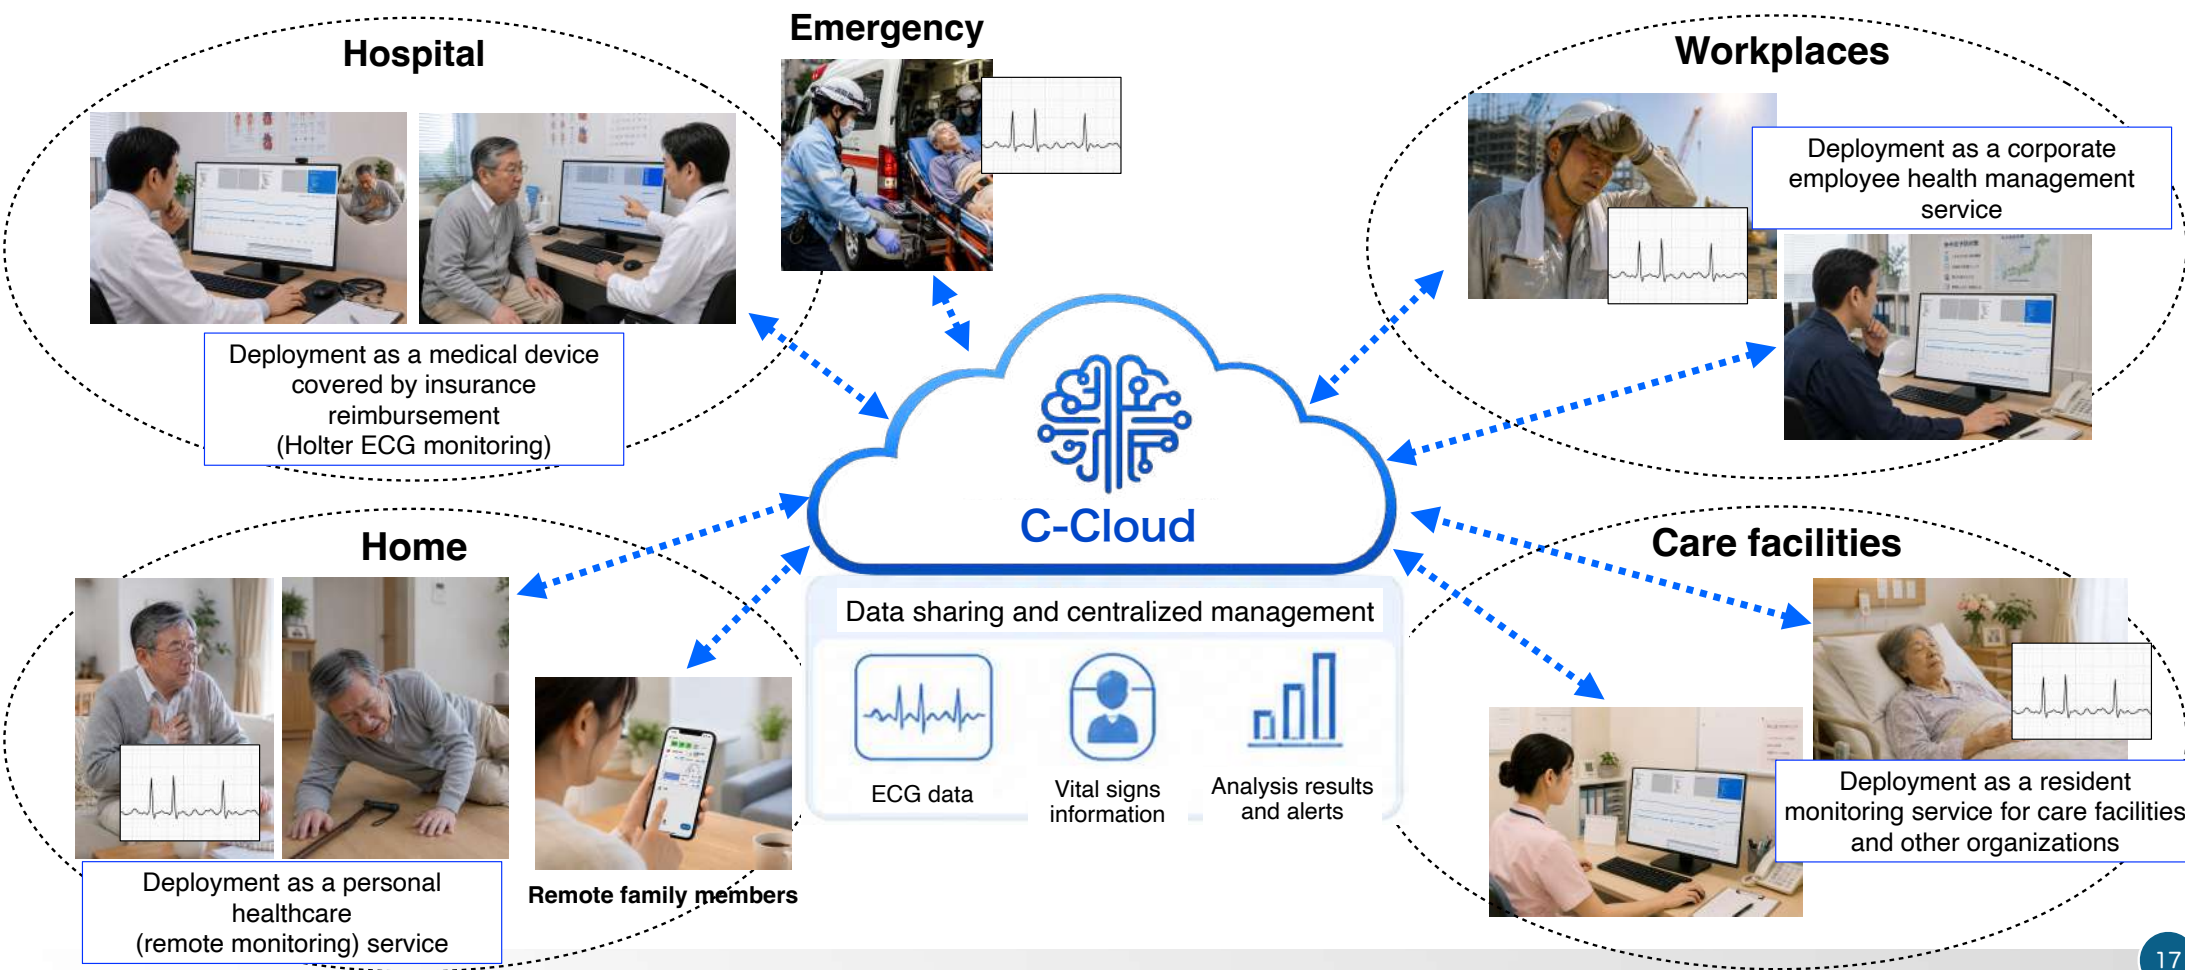 Hospital
Emergency
Workplaces
Deployment as a corporate
employee health management
service
Deployment as a medical device
covered by insurance
reimbursement
(Holter ECG monitoring)
C-Cloud
Home
Care facilities
Data sharing and centralized management
ECG data
Vital signs
information
Analysis results
and alerts
Deployment as a resident
monitoring service for care facilities
and other organizations
Deployment as a personal
healthcare
(remote monitoring) service
Remote family members
17